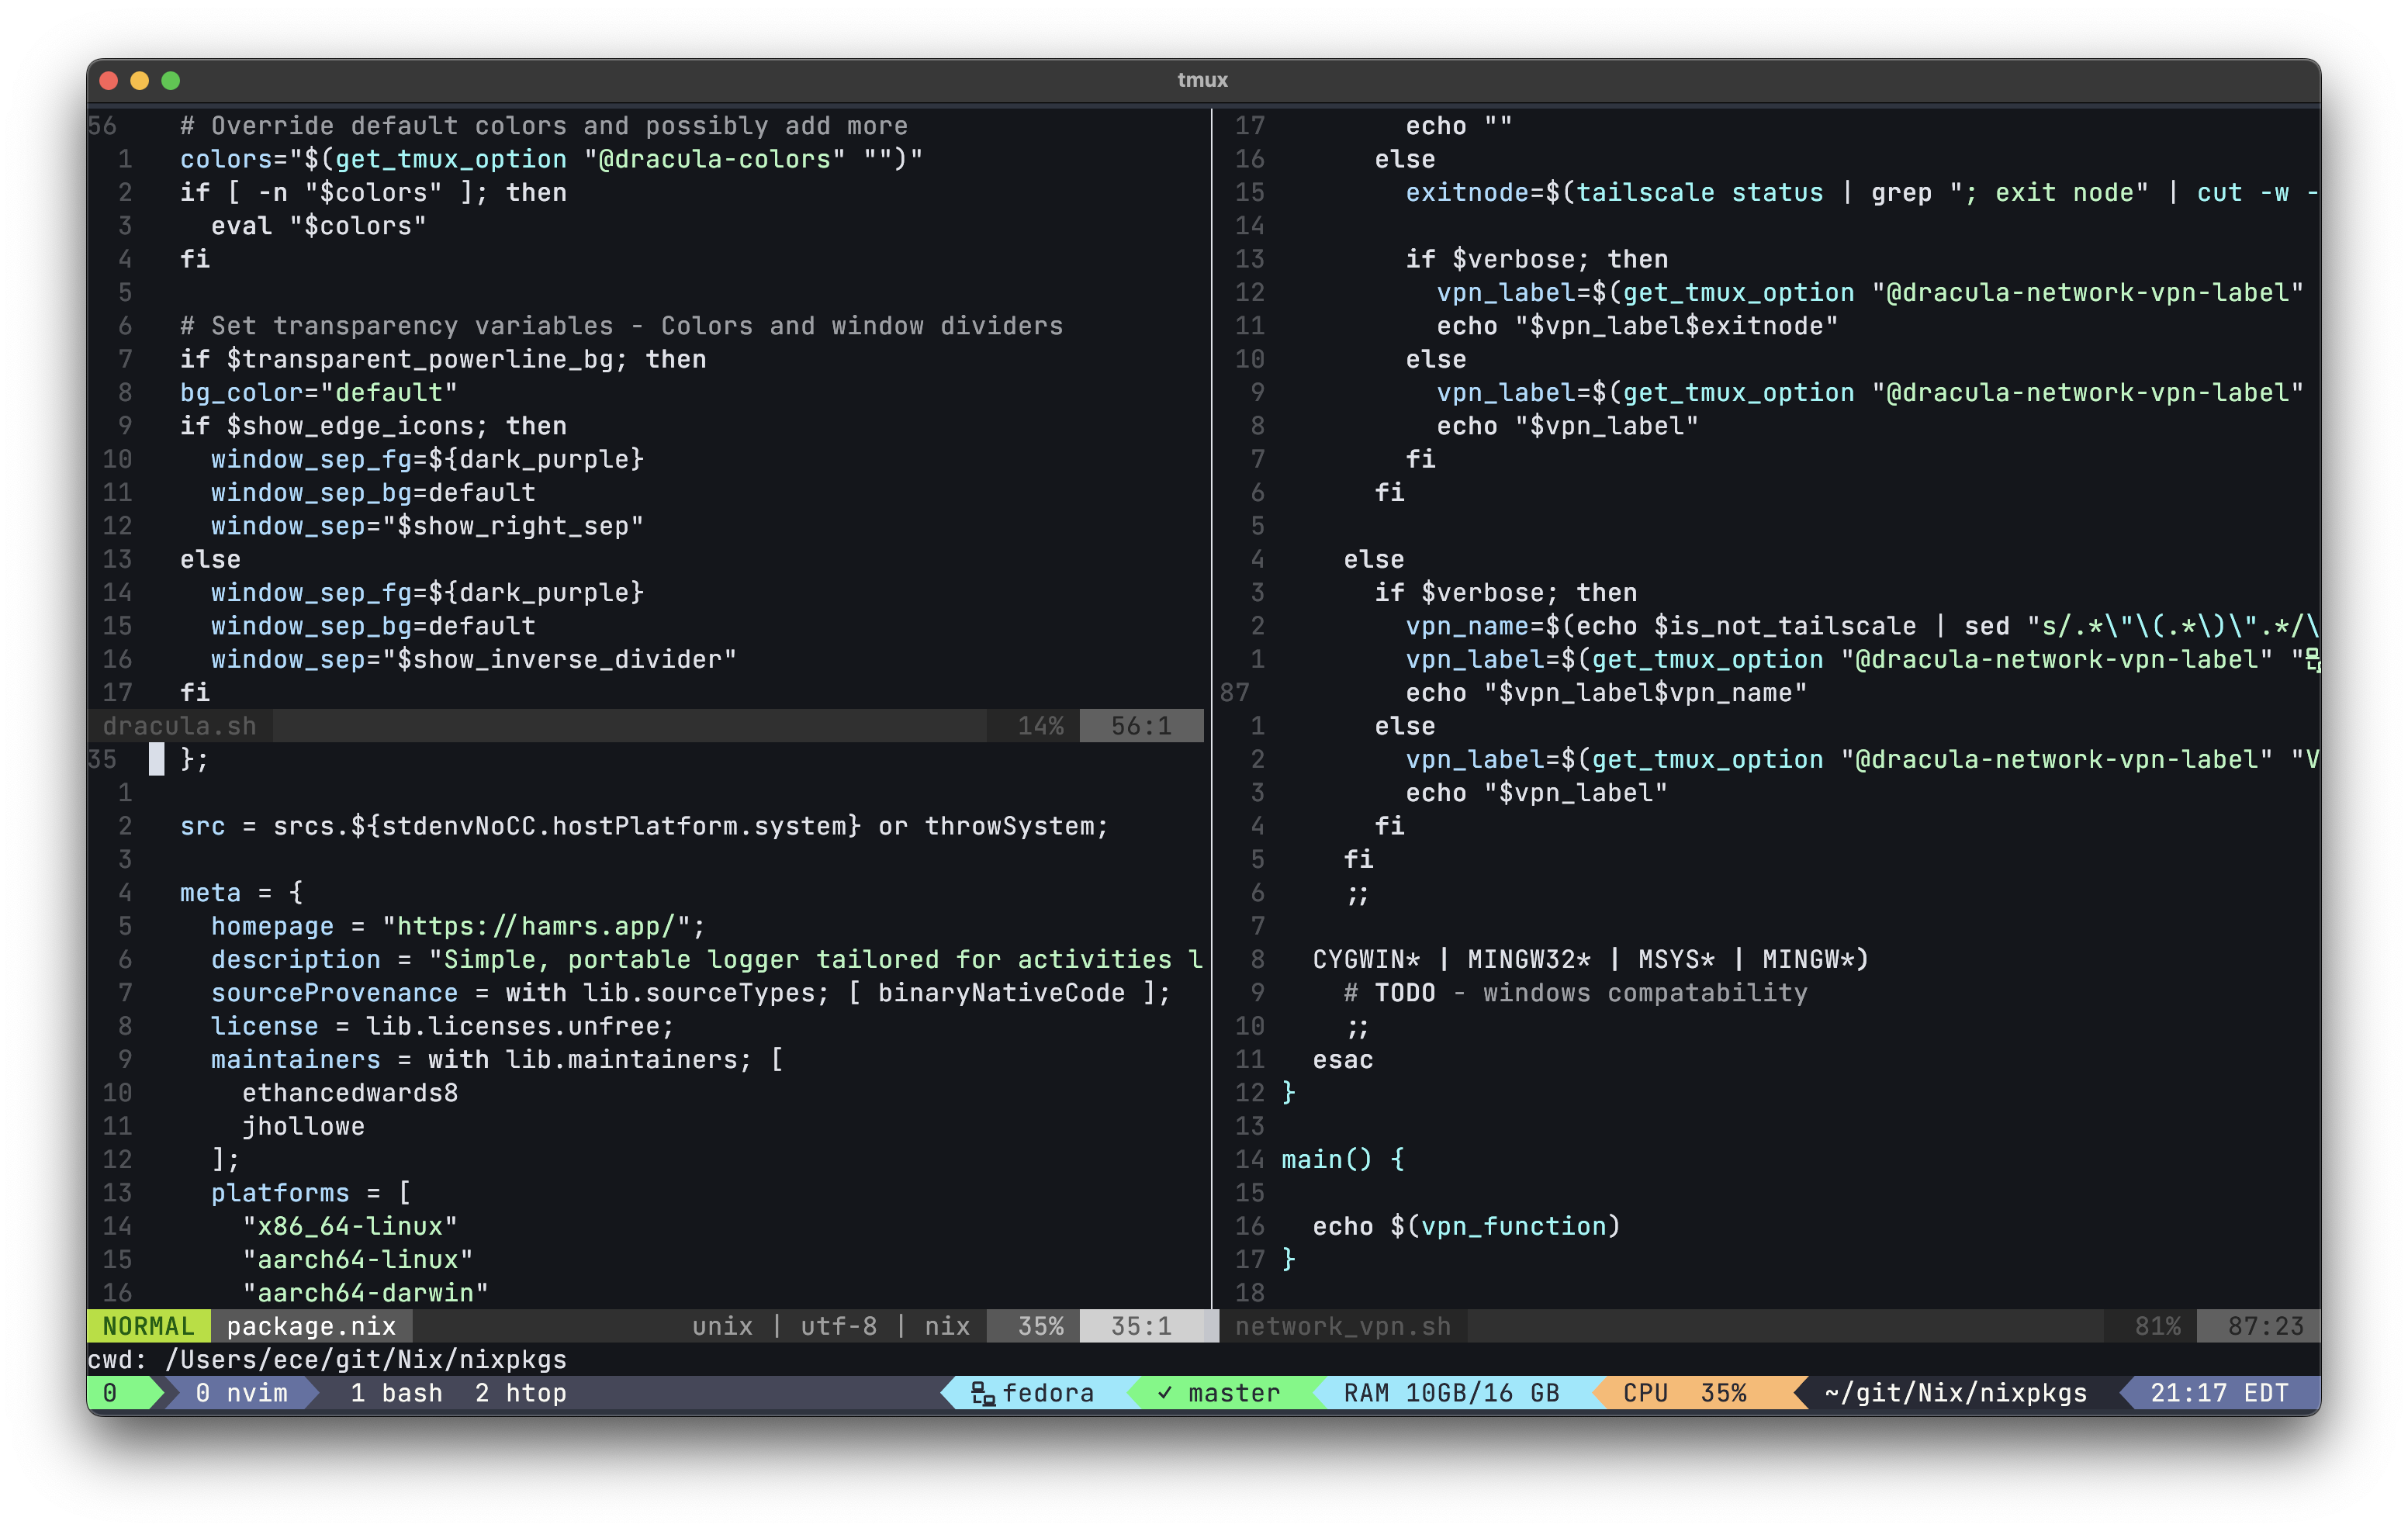 tmux
56 # Override default colors and possibly add more
1 colors="$(get_tmux_option "@dracula-colors" "")"
2 if [ -n "$colors" ]; then
3 eval "$colors"
4 fi
5
6 # Set transparency variables - Colors and window dividers
7 if $transparent_powerline_bg; then
8 bg_color="default"
9 if $show_edge_icons; then
10 window_sep_fg=${dark_purple}
11 window_sep_bg=default
12 window_sep="$show_right_sep"
13 else
14 window_sep_fg=${dark_purple}
15 window_sep_bg=default
16 window_sep="$show_inverse_divider"
17 fi
dracula.sh 14% 56:1
35 };
1
2 src = srcs.${stdenvNoCC.hostPlatform.system} or throwSystem;
3
4 meta = {
5 homepage = "https://hamrs.app/";
6 description = "Simple, portable logger tailored for activities l
7 sourceProvenance = with lib.sourceTypes; [ binaryNativeCode ];
8 license = lib.licenses.unfree;
9 maintainers = with lib.maintainers; [
10 ethancedwards8
11 jhollowe
12 ];
13 platforms = [
14 "x86_64-linux"
15 "aarch64-linux"
16 "aarch64-darwin"
NORMAL package.nix unix | utf-8 | nix 35% 35:1
17 echo ""
16 else
15 exitnode=$(tailscale status | grep "; exit node" | cut -w -
14
13 if $verbose; then
12 vpn_label=$(get_tmux_option "@dracula-network-vpn-label"
11 echo "$vpn_label$exitnode"
10 else
9 vpn_label=$(get_tmux_option "@dracula-network-vpn-label"
8 echo "$vpn_label"
7 fi
6 fi
5
4 else
3 if $verbose; then
2 vpn_name=$(echo $is_not_tailscale | sed "s/.*\"\(.*\)\".*/\
1 vpn_label=$(get_tmux_option "@dracula-network-vpn-label" "
87 echo "$vpn_label$vpn_name"
1 else
2 vpn_label=$(get_tmux_option "@dracula-network-vpn-label" "V
3 echo "$vpn_label"
4 fi
5 fi
6 ;;
7
8 CYGWIN* | MINGW32* | MSYS* | MINGW*)
9 # TODO - windows compatability
10 ;;
11 esac
12 }
13
14 main() {
15
16 echo $(vpn_function)
17 }
18
network_vpn.sh 81% 87:23
cwd: /Users/ece/git/Nix/nixpkgs
0 0 nvim 1 bash 2 htop fedora ✓ master RAM 10GB/16 GB CPU 35% ~/git/Nix/nixpkgs 21:17 EDT